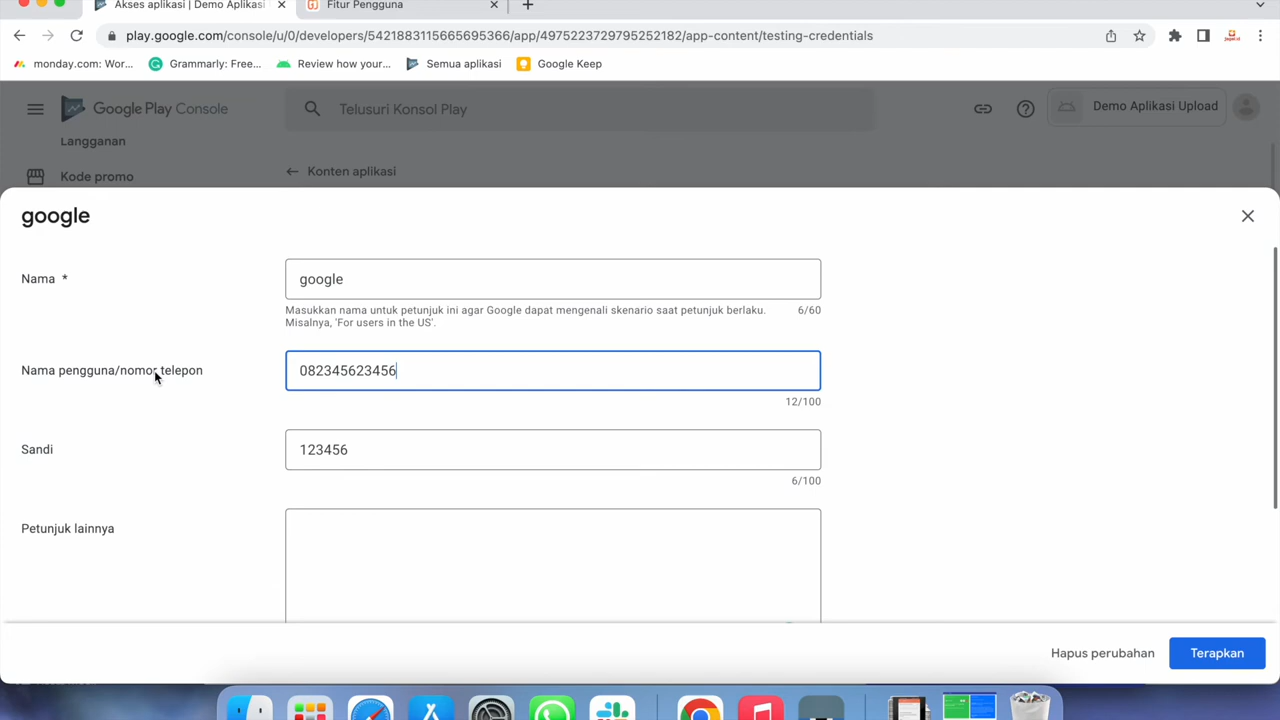 Akses aplikasi | Demo Aplikasi
Fitur Pengguna
play.google.com/console/u/0/developers/5421883115665695366/app/4975223729795252182/app-content/testing-credentials
monday.com: Wor...
Grammarly: Free...
Review how your...
Semua aplikasi
Google Keep
Google Play Console
Telusuri Konsol Play
Demo Aplikasi Upload
Langganan
Konten aplikasi
Kode promo
google
Nama *
google
Masukkan nama untuk petunjuk ini agar Google dapat mengenali skenario saat petunjuk berlaku.
Misalnya, 'For users in the US'.
6/60
Nama pengguna/nomor telepon
082345623456
12/100
Sandi
123456
6/100
Petunjuk lainnya
Hapus perubahan
Terapkan